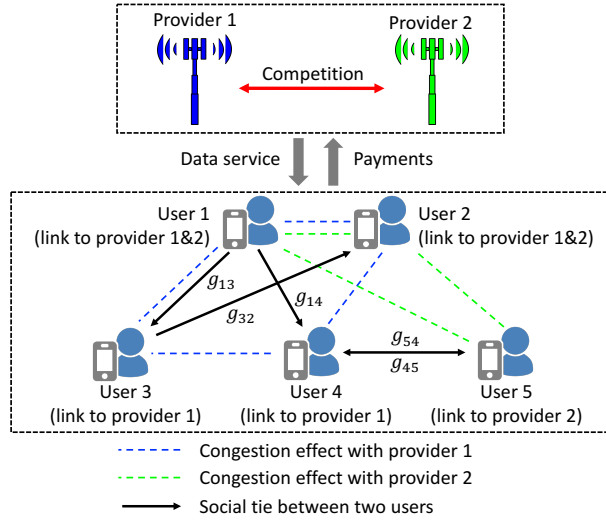 Provider 1
Provider 2
Competition
Data service
Payments
User 1
(link to provider 1&2)
User 2
(link to provider 1&2)
g13
g32
g14
g54
g45
User 3
(link to provider 1)
User 4
(link to provider 1)
User 5
(link to provider 2)
Congestion effect with provider 1
Congestion effect with provider 2
Social tie between two users